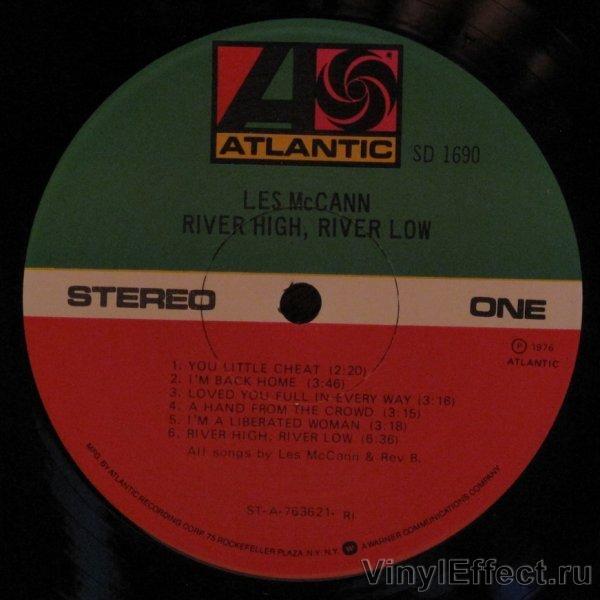 ATLANTIC
SD 1690
LES McCANN
RIVER HIGH, RIVER LOW
STEREO
ONE
℗ 1976
ATLANTIC
1. YOU LITTLE CHEAT (2:20)
2. I'M BACK HOME (3:46)
3. LOVED YOU FULL IN EVERY WAY (3:16)
4. A HAND FROM THE CROWD (3:15)
5. I'M A LIBERATED WOMAN (3:18)
6. RIVER HIGH, RIVER LOW (6:36)
All songs by Les McCann & Rev B.
ST-A-763621- RI
MFG. BY ATLANTIC RECORDING CORP. 75 ROCKEFELLER PLAZA, N.Y. N.Y. A WARNER COMMUNICATIONS COMPANY
VinylEffect.ru